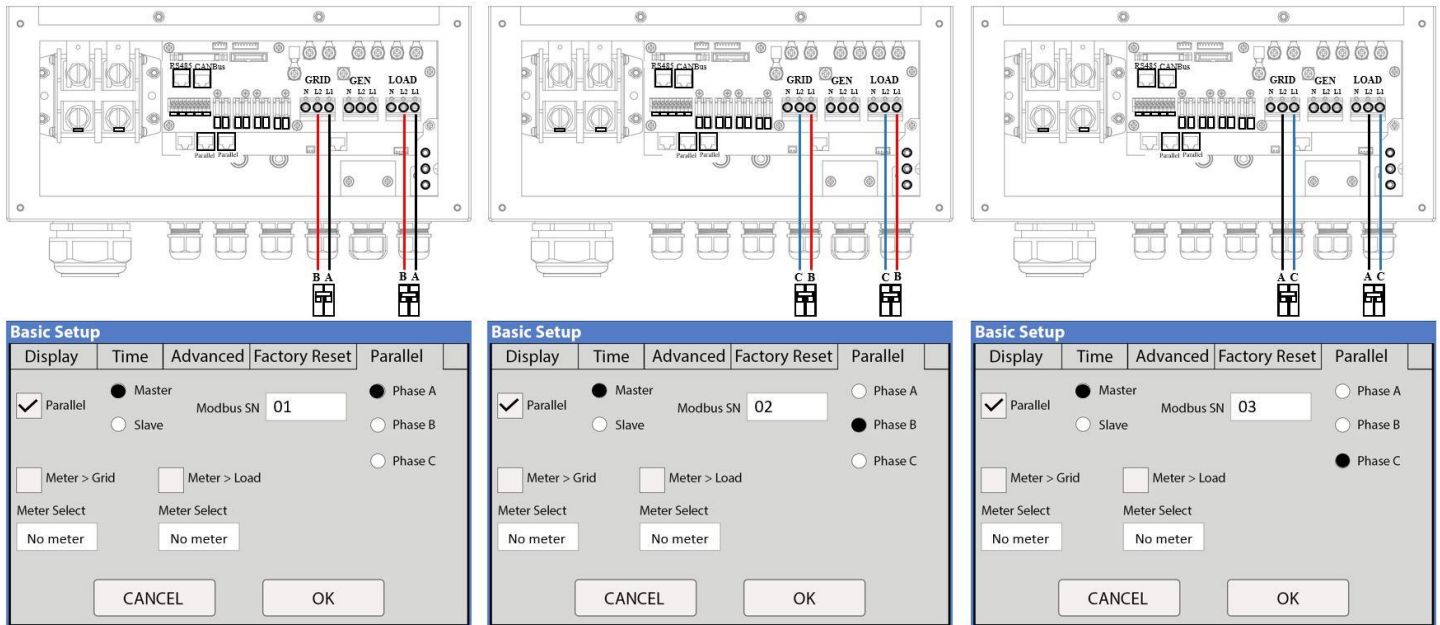 RS485 CANBus
GRID GEN LOAD
N L2 L1 N L2 L1 N L2 L1
Parallel Parallel
B A B A
Basic Setup
Display Time Advanced Factory Reset Parallel
Parallel Master Modbus SN 01 Phase A
Slave Phase B
Phase C
Meter > Grid Meter > Load
Meter Select Meter Select
No meter No meter
CANCEL OK
RS485 CANBus
GRID GEN LOAD
N L2 L1 N L2 L1 N L2 L1
Parallel Parallel
C B C B
Basic Setup
Display Time Advanced Factory Reset Parallel
Parallel Master Modbus SN 02 Phase A
Slave Phase B
Phase C
Meter > Grid Meter > Load
Meter Select Meter Select
No meter No meter
CANCEL OK
RS485 CANBus
GRID GEN LOAD
N L2 L1 N L2 L1 N L2 L1
Parallel Parallel
A C A C
Basic Setup
Display Time Advanced Factory Reset Parallel
Parallel Master Modbus SN 03 Phase A
Slave Phase B
Phase C
Meter > Grid Meter > Load
Meter Select Meter Select
No meter No meter
CANCEL OK